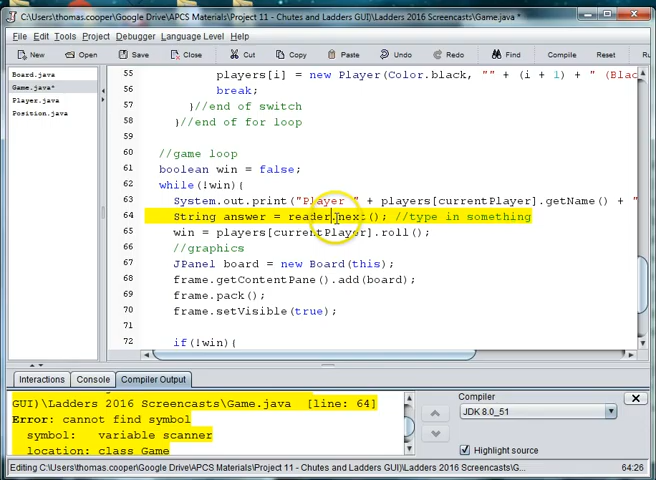 C:\Users\thomas.cooper\Google Drive\APCS Materials\Project 11 - Chutes and Ladders GUI\Ladders 2016 Screencasts\Game.java *
File Edit Tools Project Debugger Language Level Help
New Open Save Close Cut Copy Paste Undo Redo Find Compile Reset Ru
Board.java
Game.java*
Player.java
Position.java
55 players[i] = new Player(Color.black, "" + (i + 1) + " (Blac
56 break;
57 }//end of switch
58 }//end of for loop
59
60 //game loop
61 boolean win = false;
62 while(!win){
63 System.out.print("Player " + players[currentPlayer].getName() + "
64 String answer = reader.next(); //type in something
65 win = players[currentPlayer].roll();
66 //graphics
67 JPanel board = new Board(this);
68 frame.getContentPane().add(board);
69 frame.pack();
70 frame.setVisible(true);
71
72 if(!win){
Interactions Console Compiler Output
GUI)\Ladders 2016 Screencasts\Game.java [line: 64]
Error: cannot find symbol
symbol: variable scanner
location: class Game
Compiler
JDK 8.0_51
Highlight source
Editing C:\Users\thomas.cooper\Google Drive\APCS Materials\Project 11 - Chutes and Ladders GUI\Ladders 2016 Screencasts\G...
64:26